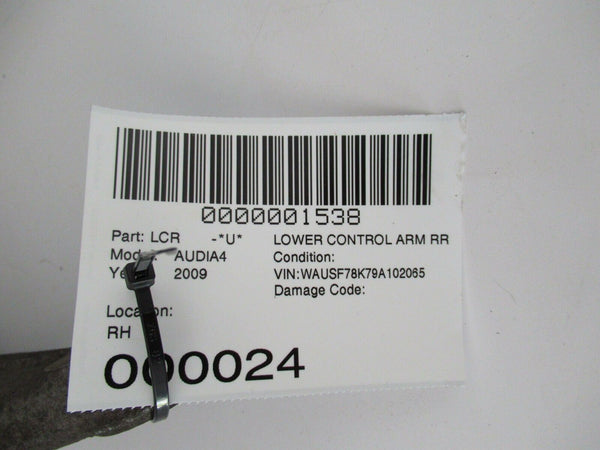 0000001538
Part: LCR -*U* LOWER CONTROL ARM RR
AUDIA4 Condition:
2009 VIN:WAUSF78K79A102065
Damage Code:
RH
000024